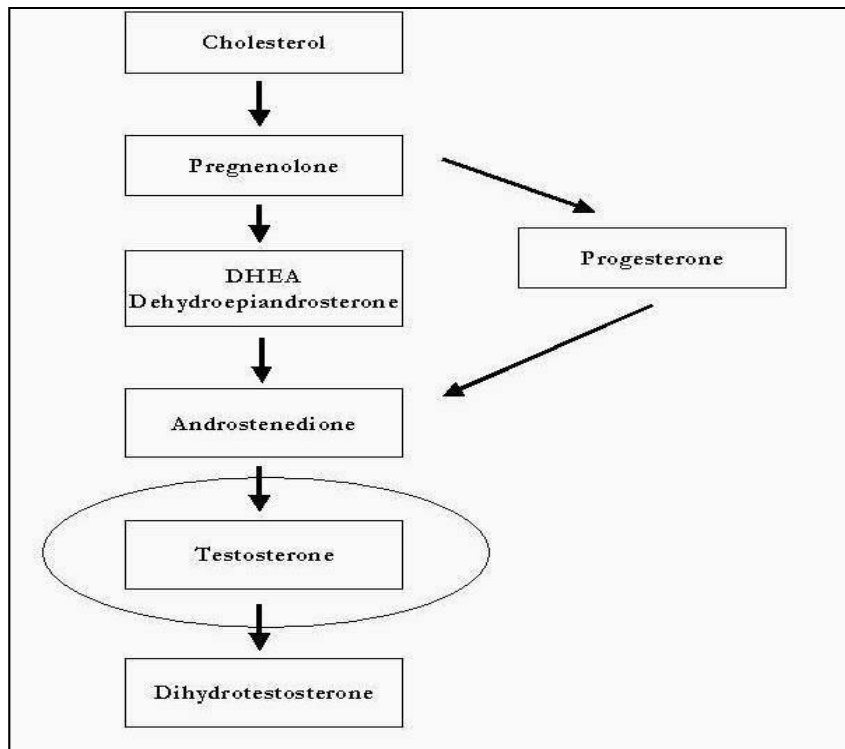 Cholesterol
Pregnenolone
Progesterone
DHEA
Dehydroepiandrosterone
Androstenedione
Testosterone
Dihydrotestosterone